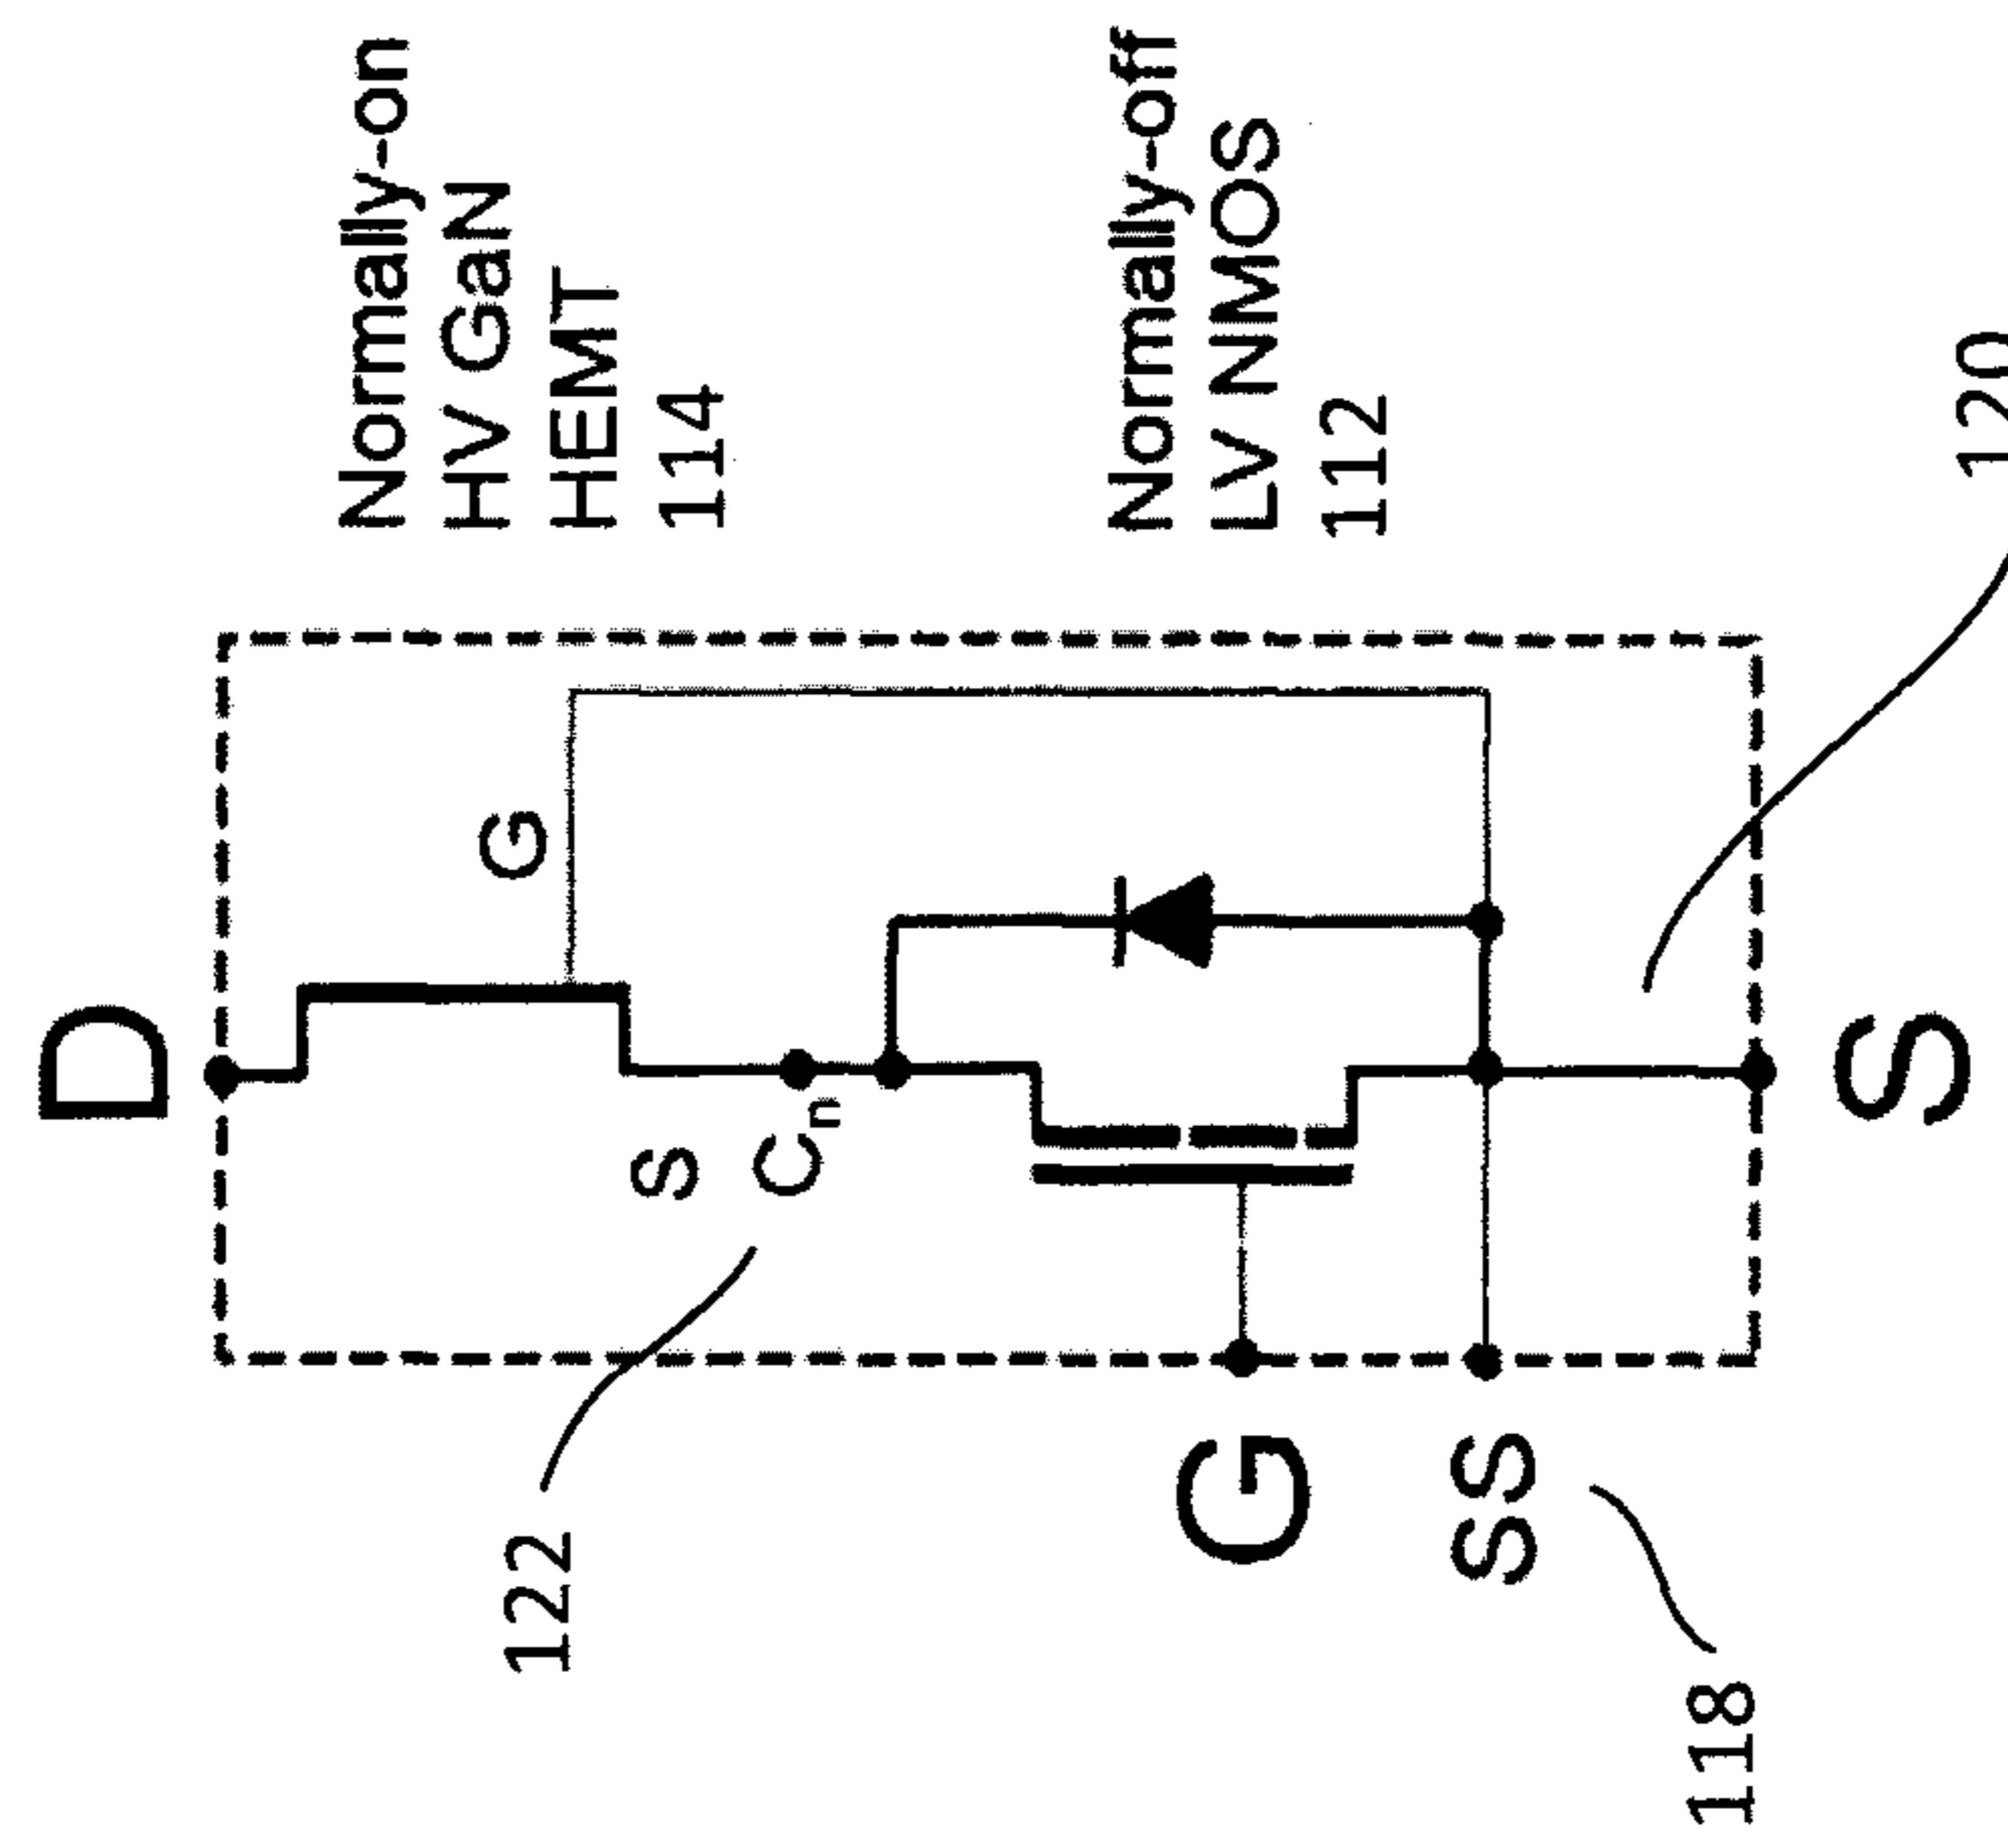 D
Normally-on
HV GaN
HEMT
114
G
S
Cn
122
Normally-off
LV NMOS
112
G
SS
118
S
120